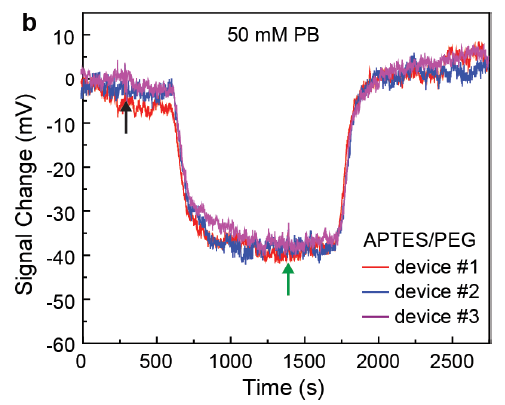 b
50 mM PB
10
0
-10
-20
-30
-40
-50
-60
Signal Change (mV)
APTES/PEG
device #1
device #2
device #3
0
500
1000
1500
2000
2500
Time (s)